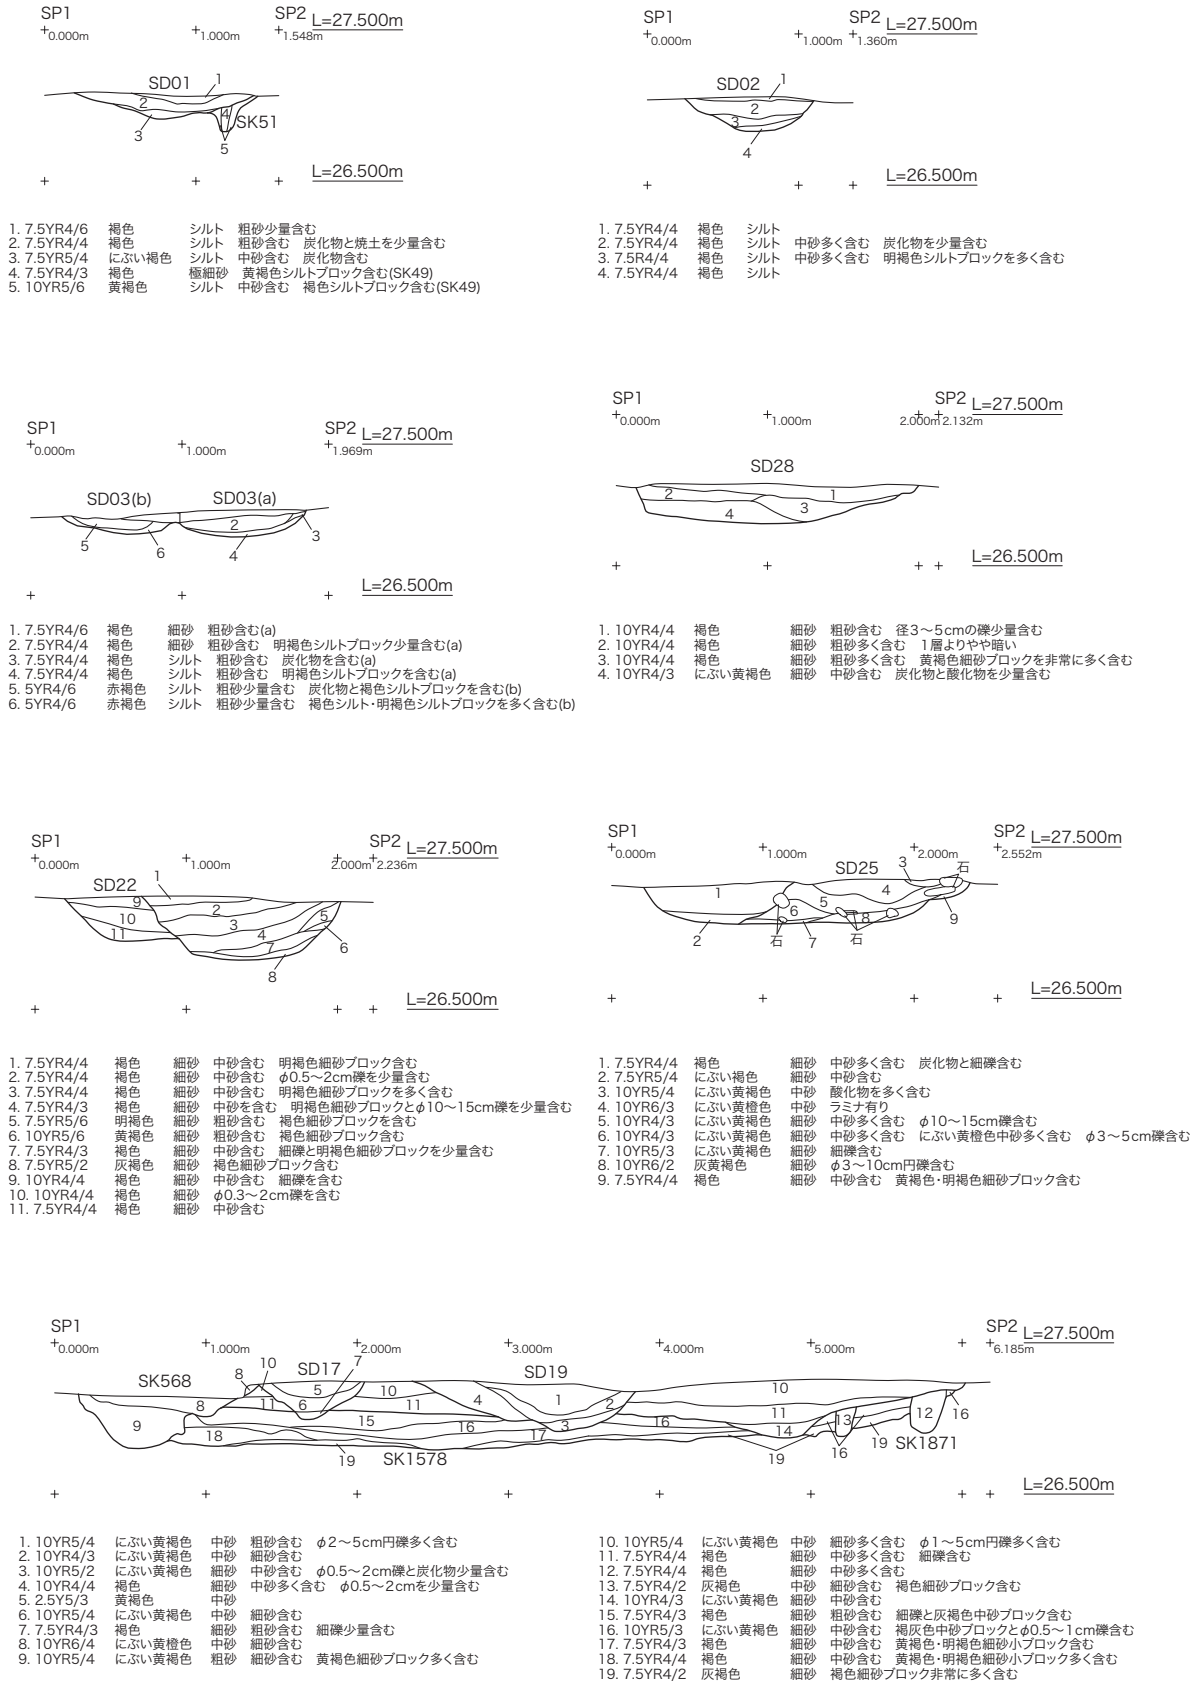 SP1 SP2 L=27.500m
0.000m 1.000m 1.548m
SD01 1
2 4 SK51
3 5
L=26.500m
1. 7.5YR4/6 褐色 シルト 粗砂少量含む
2. 7.5YR4/4 褐色 シルト 粗砂含む 炭化物と焼土を少量含む
3. 7.5YR5/4 にぶい褐色 シルト 中砂含む 炭化物含む
4. 7.5YR4/3 褐色 極細砂 黄褐色シルトブロック含む(SK49)
5. 10YR5/6 黄褐色 シルト 中砂含む 褐色シルトブロック含む(SK49)
SP1 SP2 L=27.500m
0.000m 1.000m 1.360m
SD02 1
2
3
4
L=26.500m
1. 7.5YR4/4 褐色 シルト
2. 7.5YR4/4 褐色 シルト 中砂多く含む 炭化物を少量含む
3. 7.5R4/4 褐色 シルト 中砂多く含む 明褐色シルトブロックを多く含む
4. 7.5YR4/4 褐色 シルト
SP1 SP2 L=27.500m
0.000m 1.000m 1.969m
SD03(b) SD03(a)
2
5 6 4 3
L=26.500m
1. 7.5YR4/6 褐色 細砂 粗砂含む(a)
2. 7.5YR4/4 褐色 細砂 粗砂含む 明褐色シルトブロック少量含む(a)
3. 7.5YR4/4 褐色 シルト 粗砂含む 炭化物を含む(a)
4. 7.5YR4/4 褐色 シルト 粗砂含む 明褐色シルトブロックを含む(a)
5. 5YR4/6 赤褐色 シルト 粗砂少量含む 炭化物と褐色シルトブロックを含む(b)
6. 5YR4/6 赤褐色 シルト 粗砂少量含む 褐色シルト・明褐色シルトブロックを多く含む(b)
SP1 SP2 L=27.500m
0.000m 1.000m 2.000m 2.132m
SD28
2 1
4 3
L=26.500m
1. 10YR4/4 褐色 細砂 粗砂含む 径3～5cmの礫少量含む
2. 10YR4/4 褐色 細砂 粗砂多く含む 1層よりやや暗い
3. 10YR4/4 褐色 細砂 粗砂多く含む 黄褐色細砂ブロックを非常に多く含む
4. 10YR4/3 にぶい黄褐色 細砂 中砂含む 炭化物と酸化物を少量含む
SP1 SP2 L=27.500m
0.000m 1.000m 2.000m 2.236m
SD22 1
9 2
10 3 5
11 4 6
7
8
L=26.500m
1. 7.5YR4/4 褐色 細砂 中砂含む 明褐色細砂ブロック含む
2. 7.5YR4/4 褐色 細砂 中砂含む φ0.5～2cm礫を少量含む
3. 7.5YR4/4 褐色 細砂 中砂含む 明褐色細砂ブロックを多く含む
4. 7.5YR4/3 褐色 細砂 中砂を含む 明褐色細砂ブロックとφ10～15cm礫を少量含む
5. 7.5YR5/6 明褐色 細砂 粗砂含む 褐色細砂ブロックを含む
6. 10YR5/6 黄褐色 細砂 粗砂含む 褐色細砂ブロック含む
7. 7.5YR4/3 褐色 細砂 中砂含む 細礫と明褐色細砂ブロックを少量含む
8. 7.5YR5/2 灰褐色 細砂 褐色細砂ブロック含む
9. 10YR4/4 褐色 細砂 中砂含む 細礫を含む
10. 10YR4/4 褐色 細砂 φ0.3～2cm礫を含む
11. 7.5YR4/4 褐色 細砂 中砂含む
SP1 SP2 L=27.500m
0.000m 1.000m 2.000m 2.552m
SD25 3 石
1 4
6 5 8 9
2 石 7 石
L=26.500m
1. 7.5YR4/4 褐色 細砂 中砂多く含む 炭化物と細礫含む
2. 7.5YR5/4 にぶい褐色 細砂 中砂含む
3. 10YR5/4 にぶい黄褐色 中砂 酸化物を多く含む
4. 10YR6/3 にぶい黄橙色 中砂 ラミナ有り
5. 10YR4/3 にぶい黄褐色 細砂 中砂多く含む φ10～15cm礫含む
6. 10YR4/3 にぶい黄褐色 細砂 中砂多く含む にぶい黄橙色中砂多く含む φ3～5cm礫含む
7. 10YR5/3 にぶい黄褐色 細砂 細礫含む
8. 10YR6/2 灰黄褐色 細砂 φ3～10cm円礫含む
9. 7.5YR4/4 褐色 細砂 中砂含む 黄褐色・明褐色細砂ブロック含む
SP1 SP2 L=27.500m
0.000m 1.000m 2.000m 3.000m 4.000m 5.000m 6.185m
SK568 8 10 SD17 7 SD19
5 10 4 1 2 10
8 11 6 11 11 12 16
9 15 16 3 16 14 13
18 17 19 SK1871
19 SK1578 19 16
L=26.500m
1. 10YR5/4 にぶい黄褐色 中砂 粗砂含む φ2～5cm円礫多く含む
2. 10YR4/3 にぶい黄褐色 中砂 細砂含む
3. 10YR5/2 にぶい黄褐色 細砂 中砂含む φ0.5～2cm礫と炭化物少量含む
4. 10YR4/4 褐色 細砂 中砂多く含む φ0.5～2cmを少量含む
5. 2.5Y5/3 黄褐色 中砂
6. 10YR5/4 にぶい黄褐色 中砂 細砂含む
7. 7.5YR4/3 褐色 細砂 粗砂含む 細礫少量含む
8. 10YR6/4 にぶい黄橙色 中砂 細砂含む
9. 10YR5/4 にぶい黄褐色 粗砂 細砂含む 黄褐色細砂ブロック多く含む
10. 10YR5/4 にぶい黄褐色 中砂 細砂多く含む φ1～5cm円礫多く含む
11. 7.5YR4/4 褐色 細砂 中砂多く含む 細礫含む
12. 7.5YR4/4 褐色 細砂 中砂多く含む
13. 7.5YR4/2 灰褐色 中砂 細砂含む 褐色細砂ブロック含む
14. 10YR4/3 にぶい黄褐色 細砂 中砂含む
15. 7.5YR4/3 褐色 細砂 粗砂含む 細礫と灰褐色中砂ブロック含む
16. 10YR5/3 にぶい黄褐色 細砂 中砂含む 褐灰色中砂ブロックとφ0.5～1cm礫含む
17. 7.5YR4/3 褐色 細砂 中砂含む 黄褐色・明褐色細砂小ブロック含む
18. 7.5YR4/4 褐色 細砂 中砂含む 黄褐色・明褐色細砂小ブロック多く含む
19. 7.5YR4/2 灰褐色 細砂 褐色細砂ブロック非常に多く含む